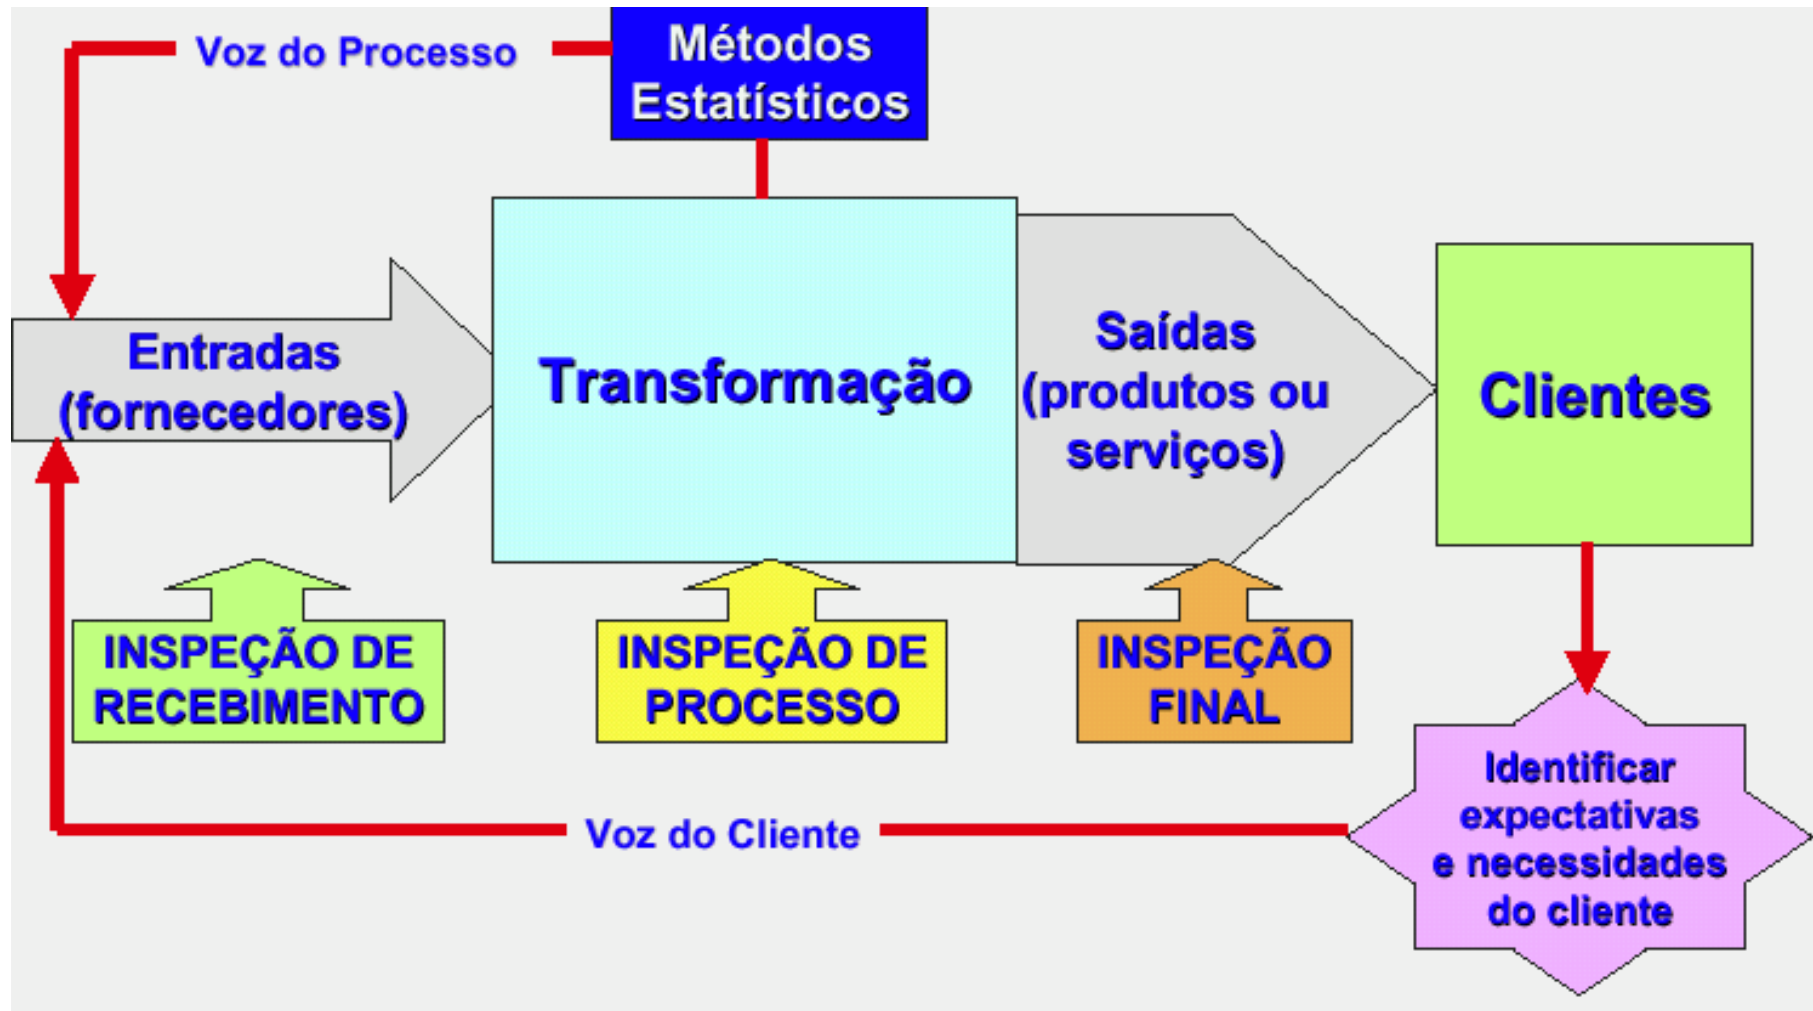 Voz do Processo
Métodos
Estatísticos
Entradas
(fornecedores)
Transformação
Saídas
(produtos ou
serviços)
Clientes
INSPEÇÃO DE
RECEBIMENTO
INSPEÇÃO DE
PROCESSO
INSPEÇÃO
FINAL
Identificar
expectativas
e necessidades
do cliente
Voz do Cliente